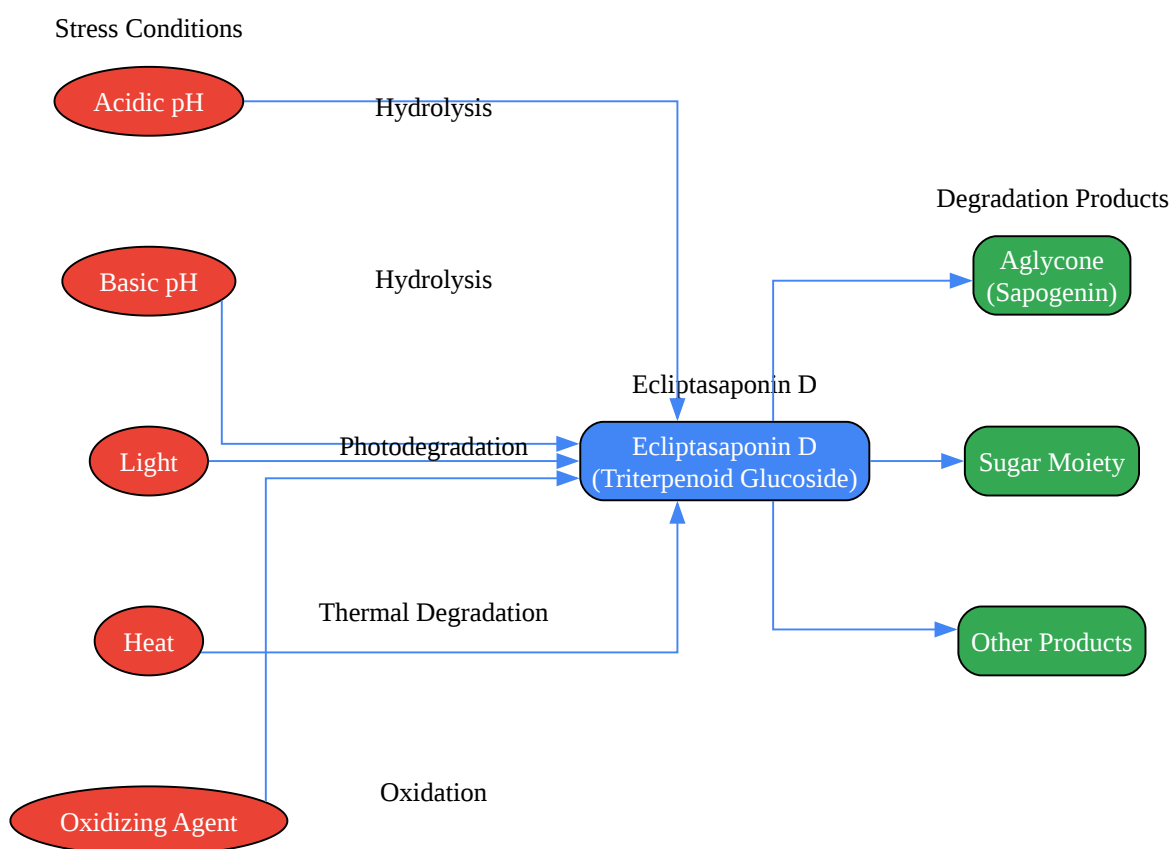 Stress Conditions
Acidic pH
Hydrolysis
Basic pH
Hydrolysis
Light
Photodegradation
Heat
Thermal Degradation
Oxidizing Agent
Oxidation
Ecliptasaponin D
Ecliptasaponin D
(Triterpenoid Glucoside)
Degradation Products
Aglycone
(Sapogenin)
Sugar Moiety
Other Products